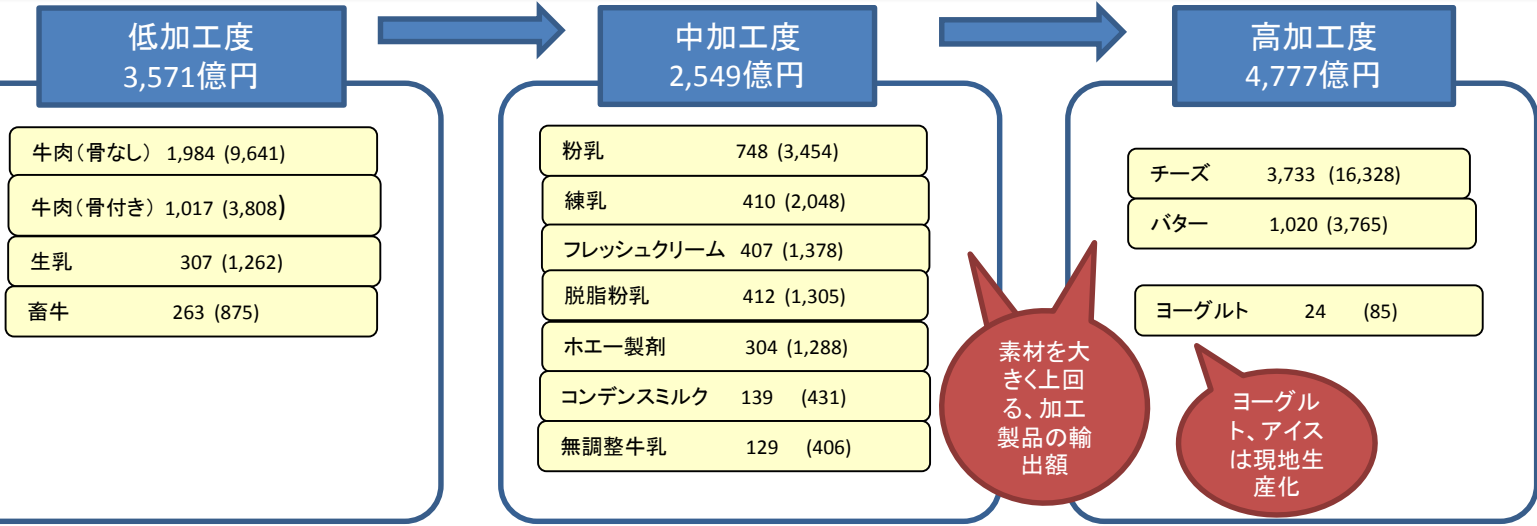 低加工度
3,571億円
牛肉(骨なし) 1,984 (9,641)
牛肉(骨付き) 1,017 (3,808)
生乳 307 (1,262)
畜牛 263 (875)
中加工度
2,549億円
粉乳 748 (3,454)
練乳 410 (2,048)
フレッシュクリーム 407 (1,378)
脱脂粉乳 412 (1,305)
ホエー製剤 304 (1,288)
コンデンスミルク 139 (431)
無調整牛乳 129 (406)
素材を大
きく上回
る、加工
製品の輸
出額
高加工度
4,777億円
チーズ 3,733 (16,328)
バター 1,020 (3,765)
ヨーグルト 24 (85)
ヨーグル
ト、アイス
は現地生
産化